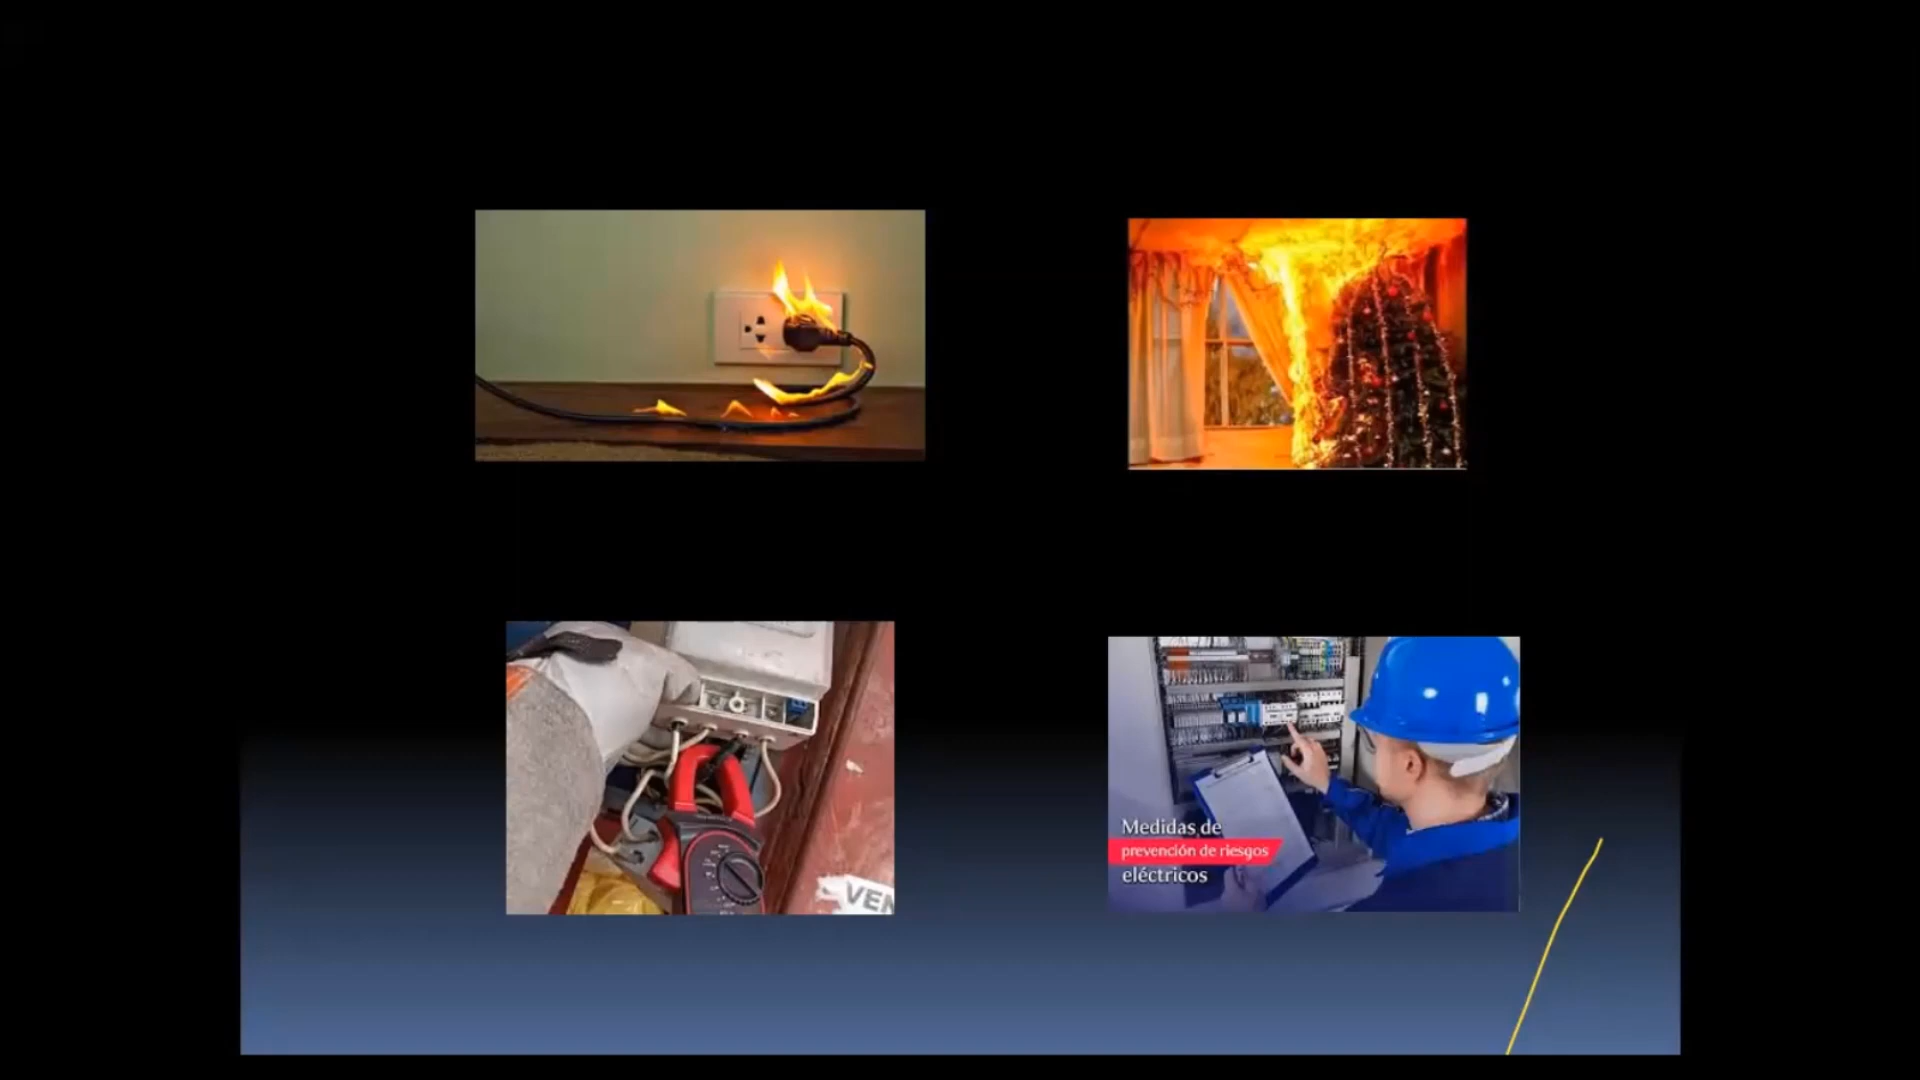 Medidas de
prevención de riesgos
eléctricos
VEN